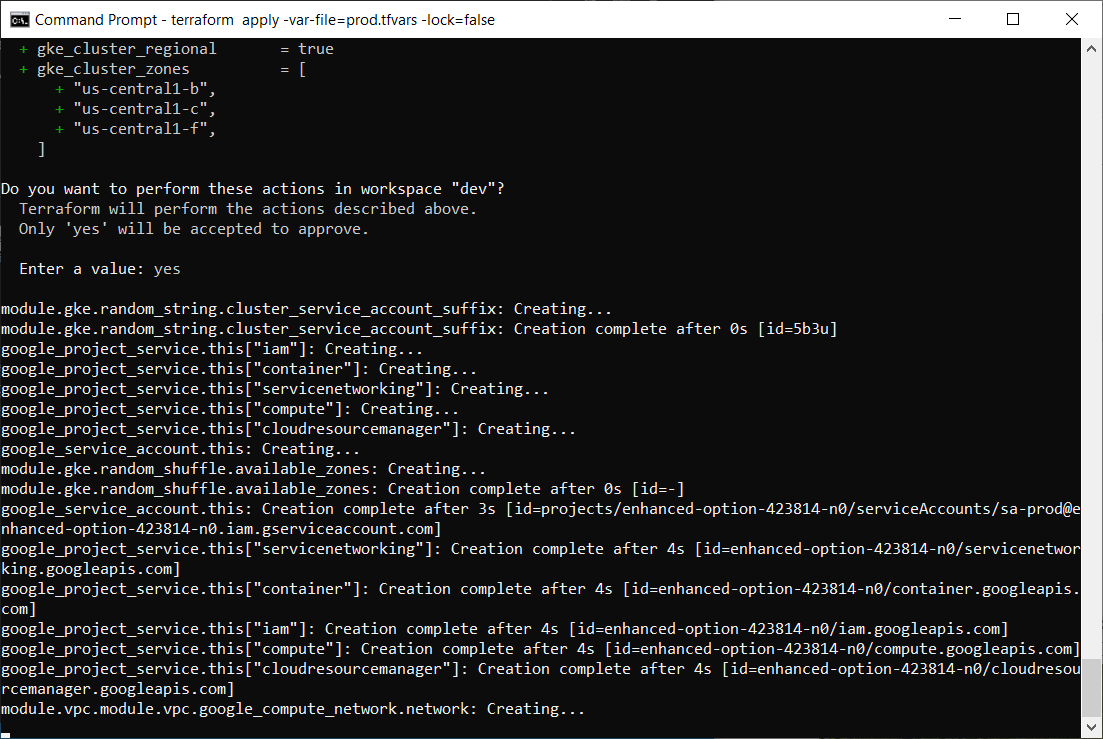 Command Prompt - terraform  apply -var-file=prod.tfvars -lock=false
+ gke_cluster_regional       = true
+ gke_cluster_zones          = [
+ "us-central1-b",
+ "us-central1-c",
+ "us-central1-f",
]
Do you want to perform these actions in workspace "dev"?
Terraform will perform the actions described above.
Only 'yes' will be accepted to approve.
Enter a value: yes
module.gke.random_string.cluster_service_account_suffix: Creating...
module.gke.random_string.cluster_service_account_suffix: Creation complete after 0s [id=5b3u]
google_project_service.this["iam"]: Creating...
google_project_service.this["container"]: Creating...
google_project_service.this["servicenetworking"]: Creating...
google_project_service.this["compute"]: Creating...
google_project_service.this["cloudresourcemanager"]: Creating...
google_service_account.this: Creating...
module.gke.random_shuffle.available_zones: Creating...
module.gke.random_shuffle.available_zones: Creation complete after 0s [id=-]
google_service_account.this: Creation complete after 3s [id=projects/enhanced-option-423814-n0/serviceAccounts/sa-prod@e
nhanced-option-423814-n0.iam.gserviceaccount.com]
google_project_service.this["servicenetworking"]: Creation complete after 4s [id=enhanced-option-423814-n0/servicenetwor
king.googleapis.com]
google_project_service.this["container"]: Creation complete after 4s [id=enhanced-option-423814-n0/container.googleapis.
com]
google_project_service.this["iam"]: Creation complete after 4s [id=enhanced-option-423814-n0/iam.googleapis.com]
google_project_service.this["compute"]: Creation complete after 4s [id=enhanced-option-423814-n0/compute.googleapis.com]
google_project_service.this["cloudresourcemanager"]: Creation complete after 4s [id=enhanced-option-423814-n0/cloudresou
rcemanager.googleapis.com]
module.vpc.module.vpc.google_compute_network.network: Creating...